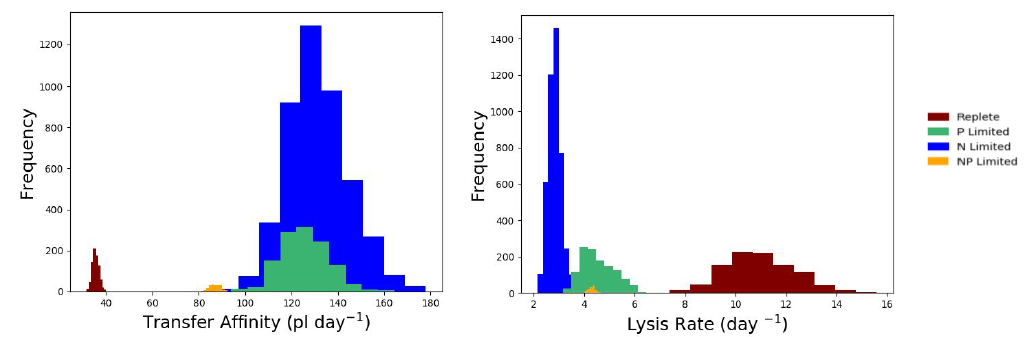 1200
1000
800
600
400
200
0
40 60 80 100 120 140 160 180
Frequency
Transfer Affinity (pl day⁻¹)
1400
1200
1000
800
600
400
200
0
2 4 6 8 10 12 14 16
Frequency
Lysis Rate (day ⁻¹)
Replete
P Limited
N Limited
NP Limited